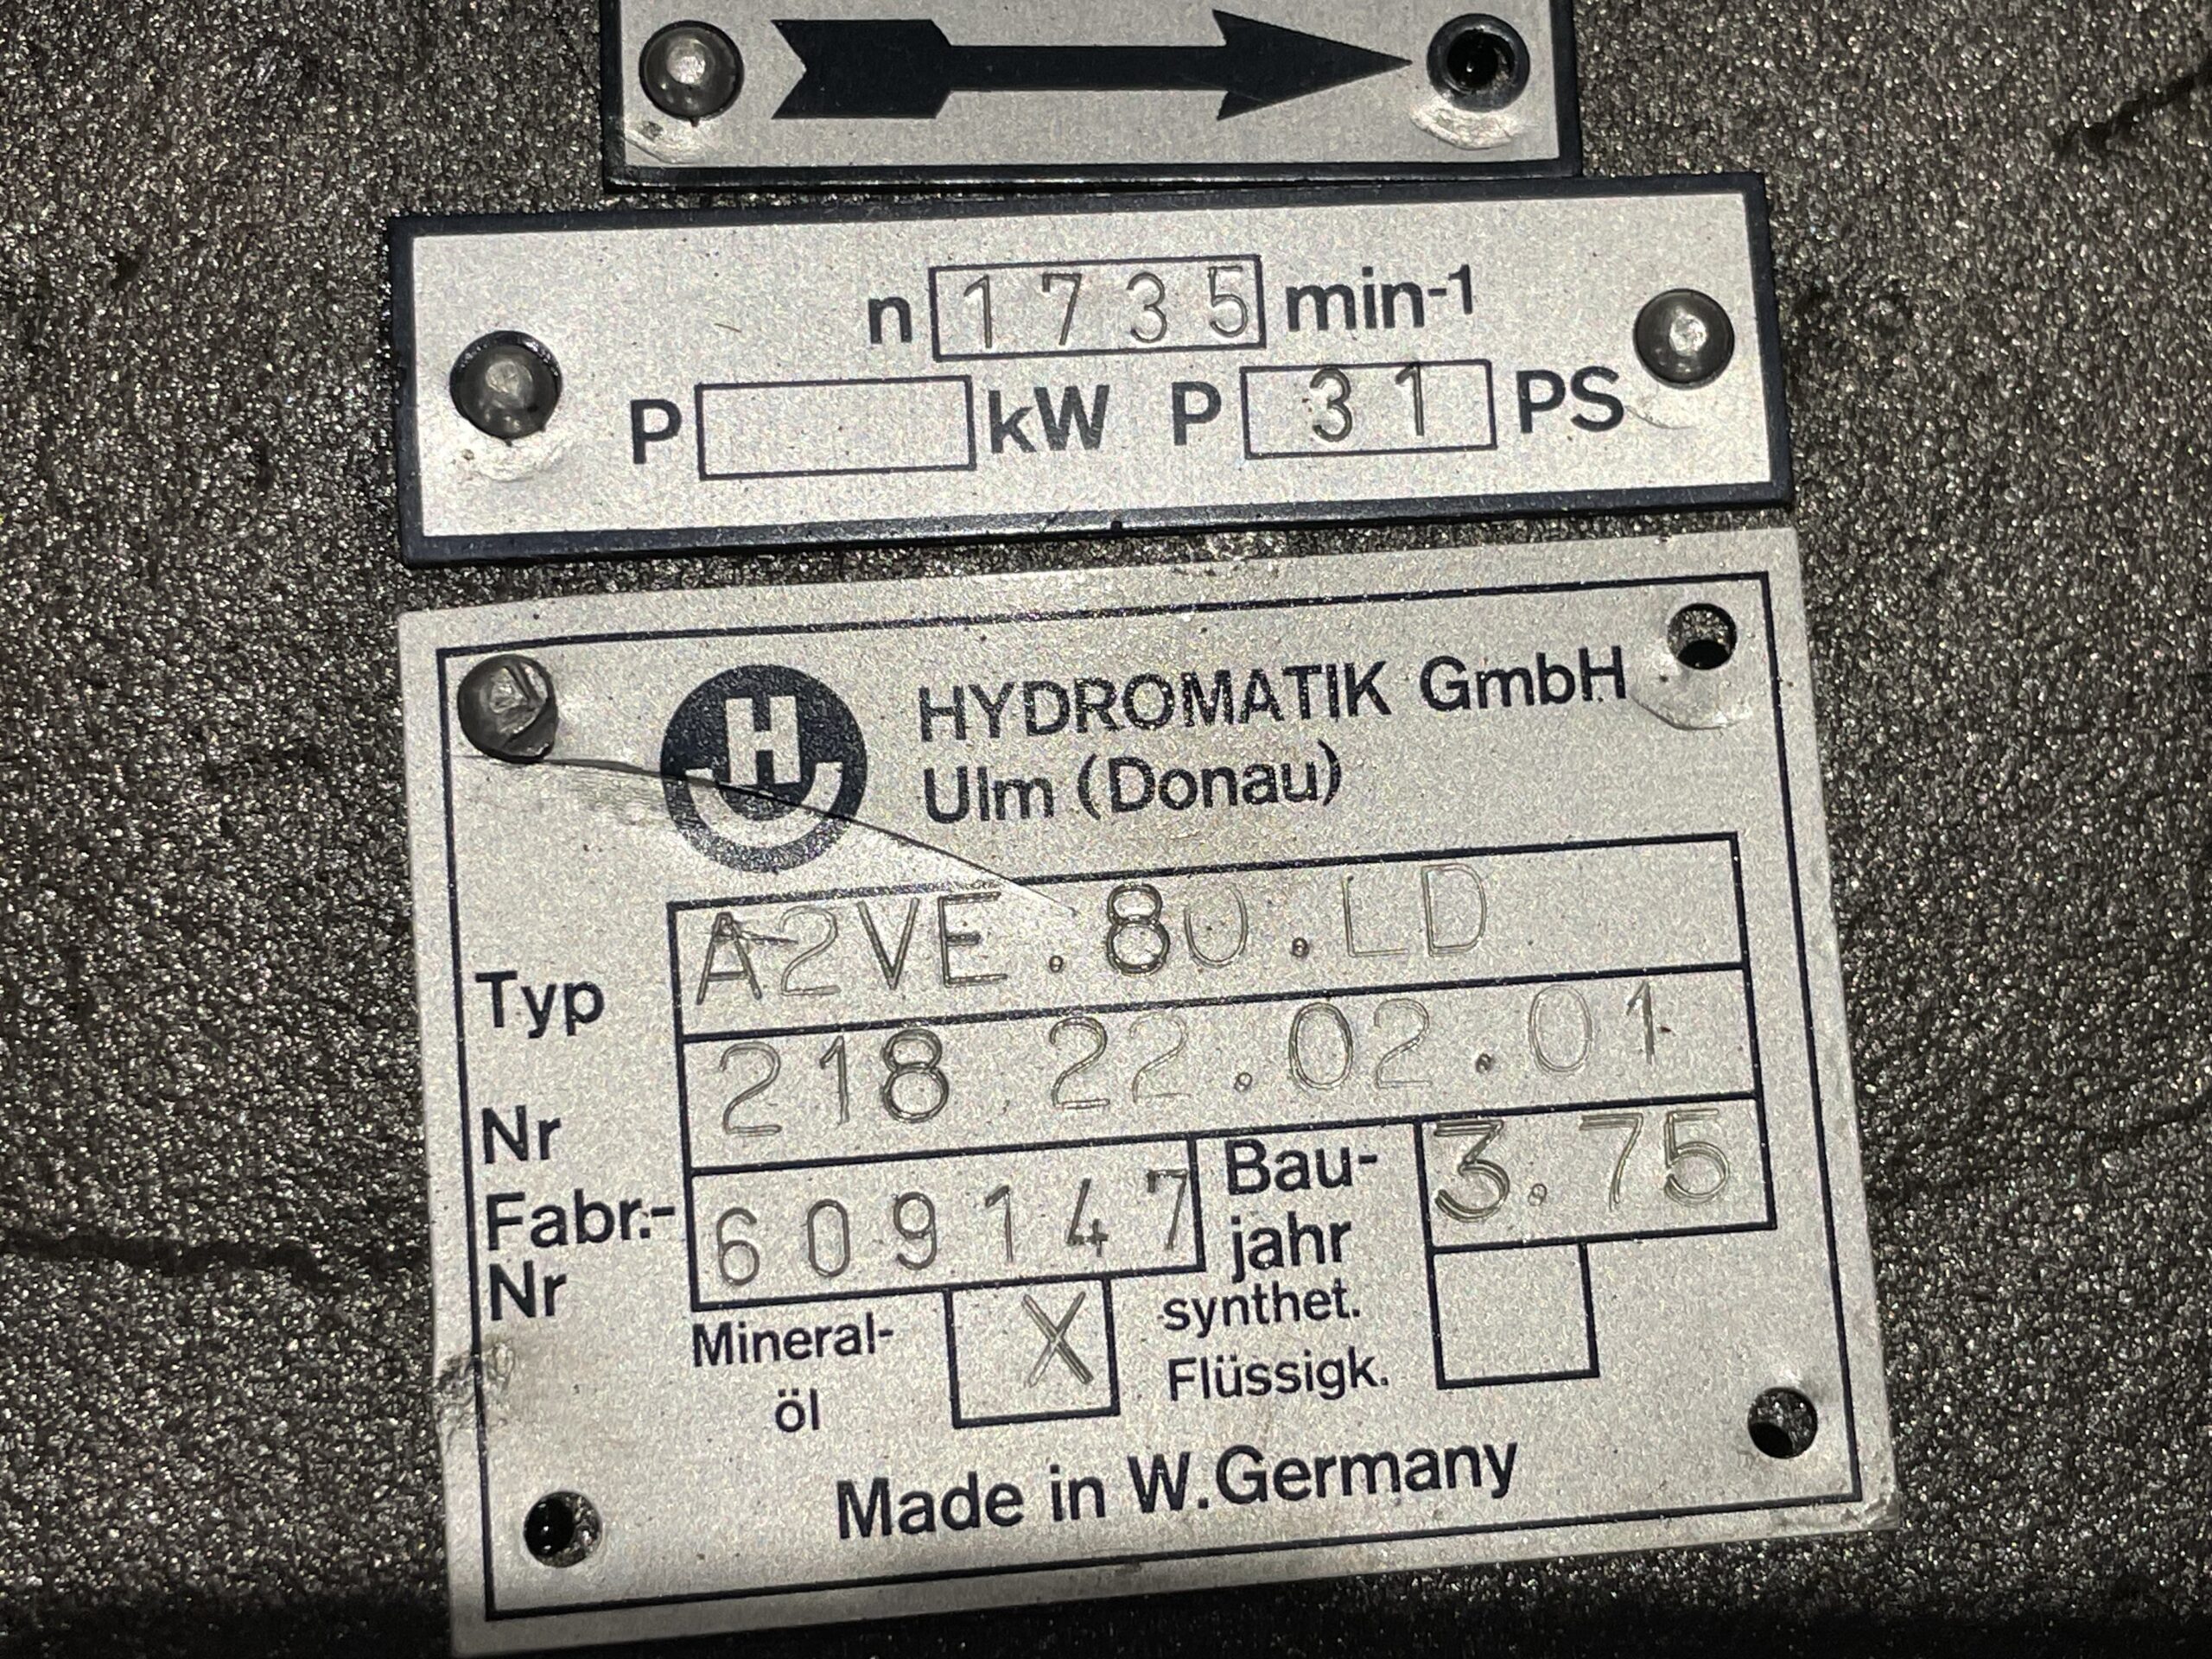 n 1735 min-1
P kW P 31 PS
H HYDROMATIK GmbH
Ulm (Donau)
Typ A2VE.80.LD
Nr 218 22.02.01
Fabr.-Nr 609147 Bau-jahr 3.75
Mineral-öl X synthet. Flüssigk.
Made in W.Germany